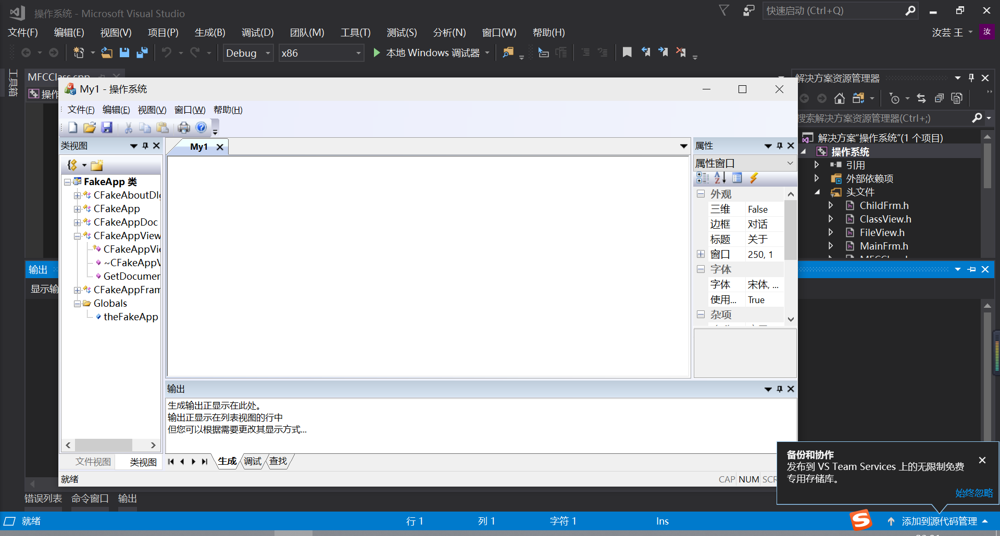 操作系统 - Microsoft Visual Studio
快速启动 (Ctrl+Q)
文件(F) 编辑(E) 视图(V) 项目(P) 生成(B) 调试(D) 团队(M) 工具(T) 测试(S) 分析(N) 窗口(W) 帮助(H)
汝芸 王
汝
Debug x86 本地 Windows 调试器
工具箱
MFCClass.cpp
操作
My1 - 操作系统
文件(F) 编辑(E) 视图(V) 窗口(W) 帮助(H)
类视图
FakeApp 类
CFakeAboutDlg
CFakeApp
CFakeAppDoc
CFakeAppView
CFakeAppVie
~CFakeAppV
GetDocumen
CFakeAppFram
Globals
theFakeApp
文件视图 类视图
My1
属性
属性窗口
外观
三维 False
边框 对话
标题 关于
窗口 250, 1
字体
字体 宋体, ...
使用... True
杂项
输出
生成输出正显示在此处。
输出正显示在列表视图的行中
但您可以根据需要更改其显示方式...
生成 调试 查找
就绪
CAP NUM SCR
解决方案资源管理器
搜索解决方案资源管理器(Ctrl+;)
解决方案"操作系统"(1 个项目)
操作系统
引用
外部依赖项
头文件
ChildFrm.h
ClassView.h
FileView.h
MainFrm.h
输出
显示输
备份和协作
发布到 VS Team Services 上的无限制免费
专用存储库。
始终忽略
错误列表 命令窗口 输出
就绪 行 1 列 1 字符 1 Ins
添加到源代码管理